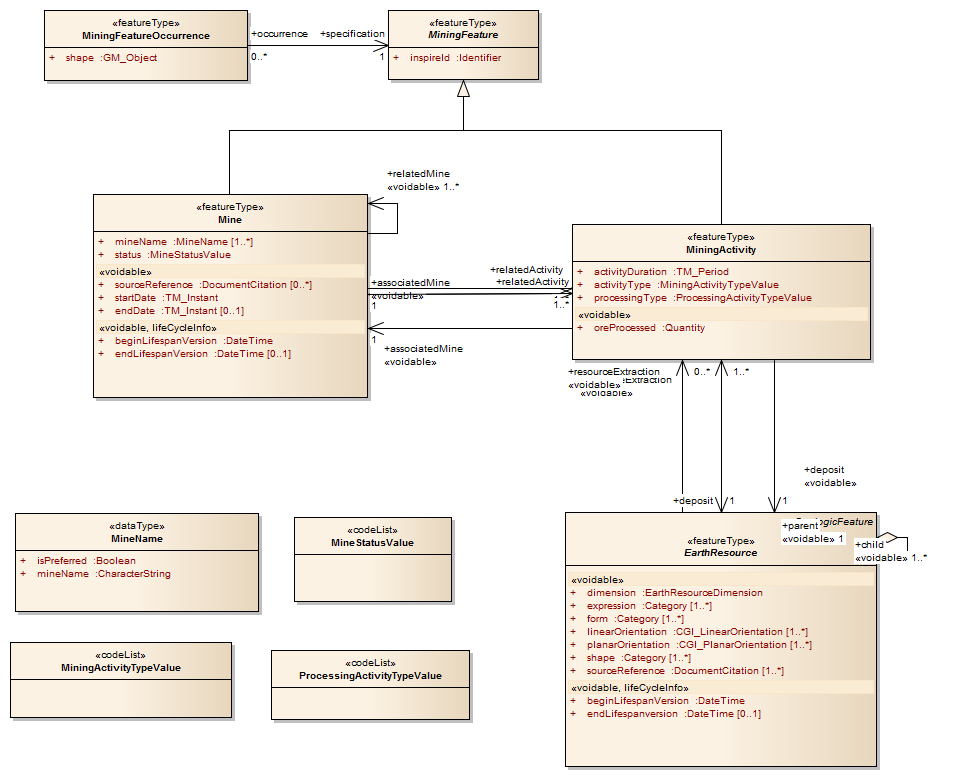 «featureType»
MiningFeatureOccurrence
+ shape :GM_Object
+occurrence +specification
0..* 1
«featureType»
MiningFeature
+ inspireId :Identifier
+relatedMine
«voidable» 1..*
«featureType»
Mine
+ mineName :MineName [1..*]
+ status :MineStatusValue
«voidable»
+ sourceReference :DocumentCitation [0..*]
+ startDate :TM_Instant
+ endDate :TM_Instant [0..1]
«voidable, lifeCycleInfo»
+ beginLifespanVersion :DateTime
+ endLifespanVersion :DateTime [0..1]
+relatedActivity
+associatedMine +relatedActivity
«voidable»
1 1..*
1
+associatedMine
«voidable»
«featureType»
MiningActivity
+ activityDuration :TM_Period
+ activityType :MiningActivityTypeValue
+ processingType :ProcessingActivityTypeValue
«voidable»
+ oreProcessed :Quantity
+resourceExtraction 0..* 1..*
«voidable» Extraction
«voidable»
+deposit
«voidable»
+deposit 1 1
«dataType»
MineName
+ isPreferred :Boolean
+ mineName :CharacterString
«codeList»
MineStatusValue
«codeList»
MiningActivityTypeValue
«codeList»
ProcessingActivityTypeValue
+parent
«voidable» 1
+child
«voidable» 1..*
«featureType»
EarthResource
«voidable»
+ dimension :EarthResourceDimension
+ expression :Category [1..*]
+ form :Category [1..*]
+ linearOrientation :CGI_LinearOrientation [1..*]
+ planarOrientation :CGI_PlanarOrientation [1..*]
+ shape :Category [1..*]
+ sourceReference :DocumentCitation [1..*]
«voidable, lifeCycleInfo»
+ beginLifespanVersion :DateTime
+ endLifespanversion :DateTime [0..1]